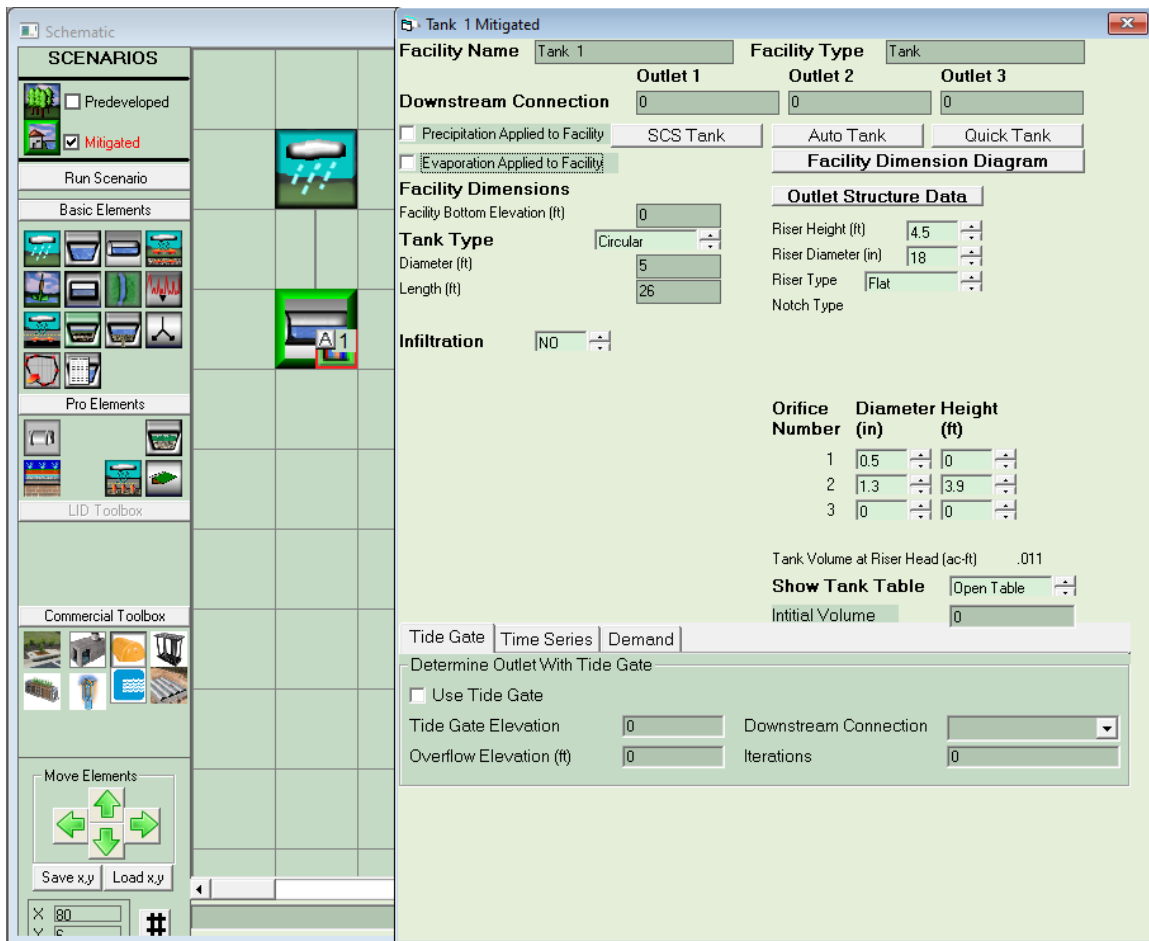 Schematic
SCENARIOS
Predeveloped
Mitigated
Run Scenario
Basic Elements
Pro Elements
LID Toolbox
Commercial Toolbox
Move Elements
Save x,y Load x,y
X 80
Y 6
#
A 1
Tank 1 Mitigated
Facility Name Tank 1 Facility Type Tank
Outlet 1 Outlet 2 Outlet 3
Downstream Connection 0 0 0
Precipitation Applied to Facility SCS Tank Auto Tank Quick Tank
Evaporation Applied to Facility Facility Dimension Diagram
Facility Dimensions
Facility Bottom Elevation (ft) 0
Tank Type Circular
Diameter (ft) 5
Length (ft) 26
Infiltration NO
Outlet Structure Data
Riser Height (ft) 4.5
Riser Diameter (in) 18
Riser Type Flat
Notch Type
Orifice Diameter Height
Number (in) (ft)
1 0.5 0
2 1.3 3.9
3 0 0
Tank Volume at Riser Head (ac-ft) .011
Show Tank Table Open Table
Intitial Volume 0
Tide Gate Time Series Demand
Determine Outlet With Tide Gate
Use Tide Gate
Tide Gate Elevation 0 Downstream Connection
Overflow Elevation (ft) 0 Iterations 0